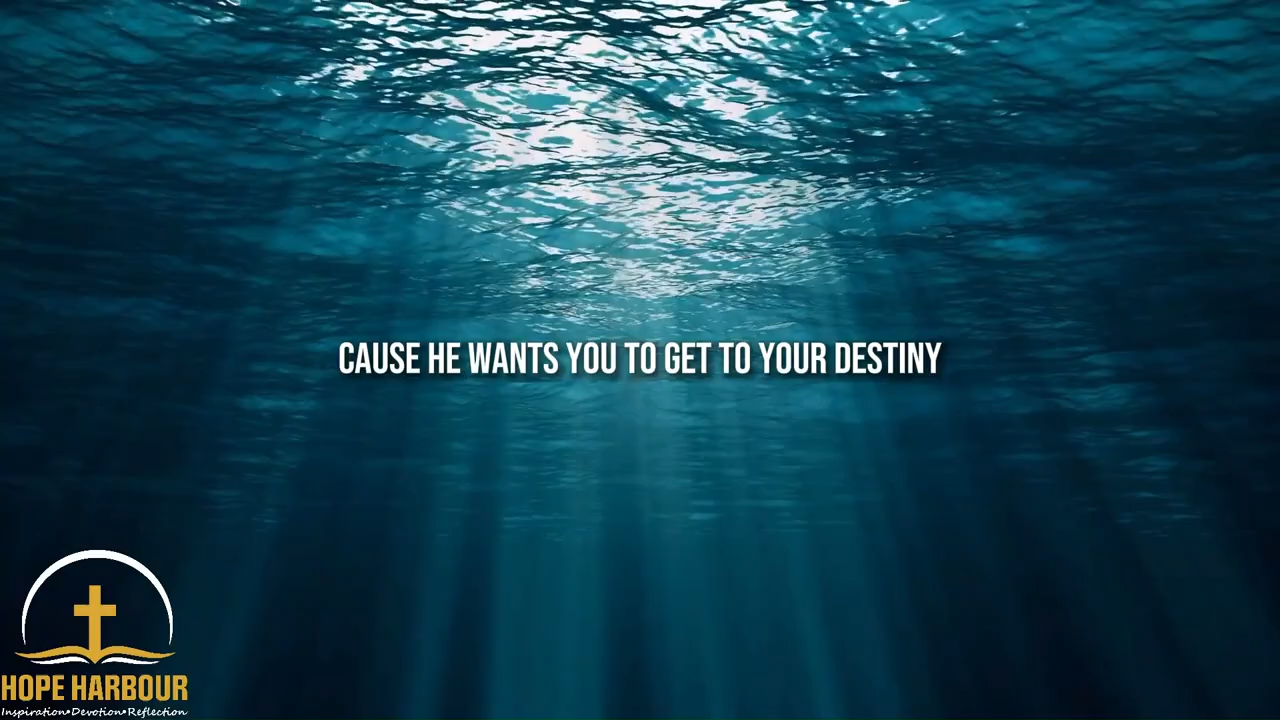 CAUSE HE WANTS YOU TO GET TO YOUR DESTINY
HOPE HARBOUR
Inspiration•Devotion•Reflection